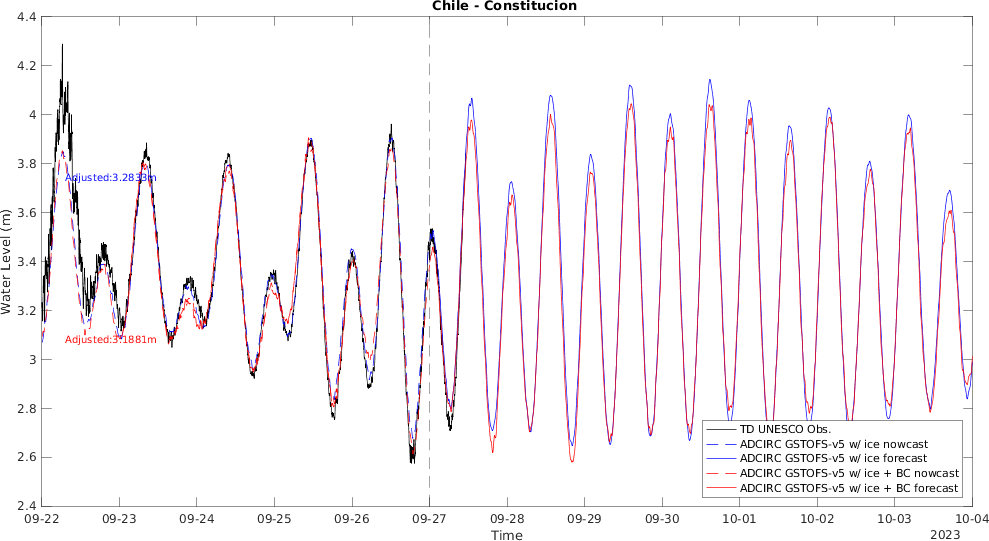 Chile - Constitucion
4.4
4.2
4
3.8
3.6
3.4
3.2
3
2.8
2.6
2.4
Water Level (m)
Adjusted:3.2833m
Adjusted:3.1881m
TD UNESCO Obs.
ADCIRC GSTOFS-v5 w/ ice nowcast
ADCIRC GSTOFS-v5 w/ ice forecast
ADCIRC GSTOFS-v5 w/ ice + BC nowcast
ADCIRC GSTOFS-v5 w/ ice + BC forecast
09-22 09-23 09-24 09-25 09-26 09-27 09-28 09-29 09-30 10-01 10-02 10-03 10-04
Time
2023